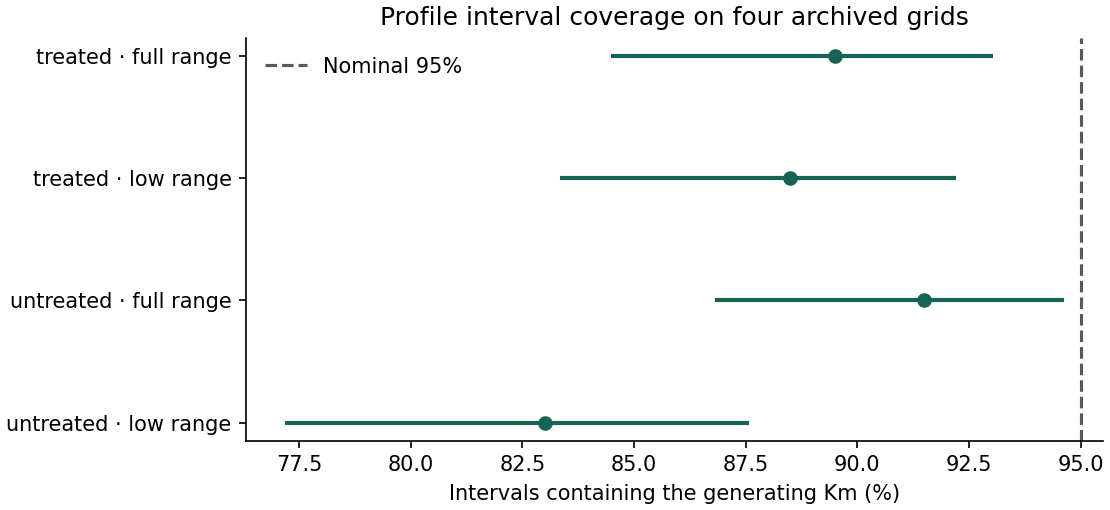 Profile interval coverage on four archived grids
treated · full range
Nominal 95%
treated · low range
untreated · full range
untreated · low range
77.5 80.0 82.5 85.0 87.5 90.0 92.5 95.0
Intervals containing the generating Km (%)